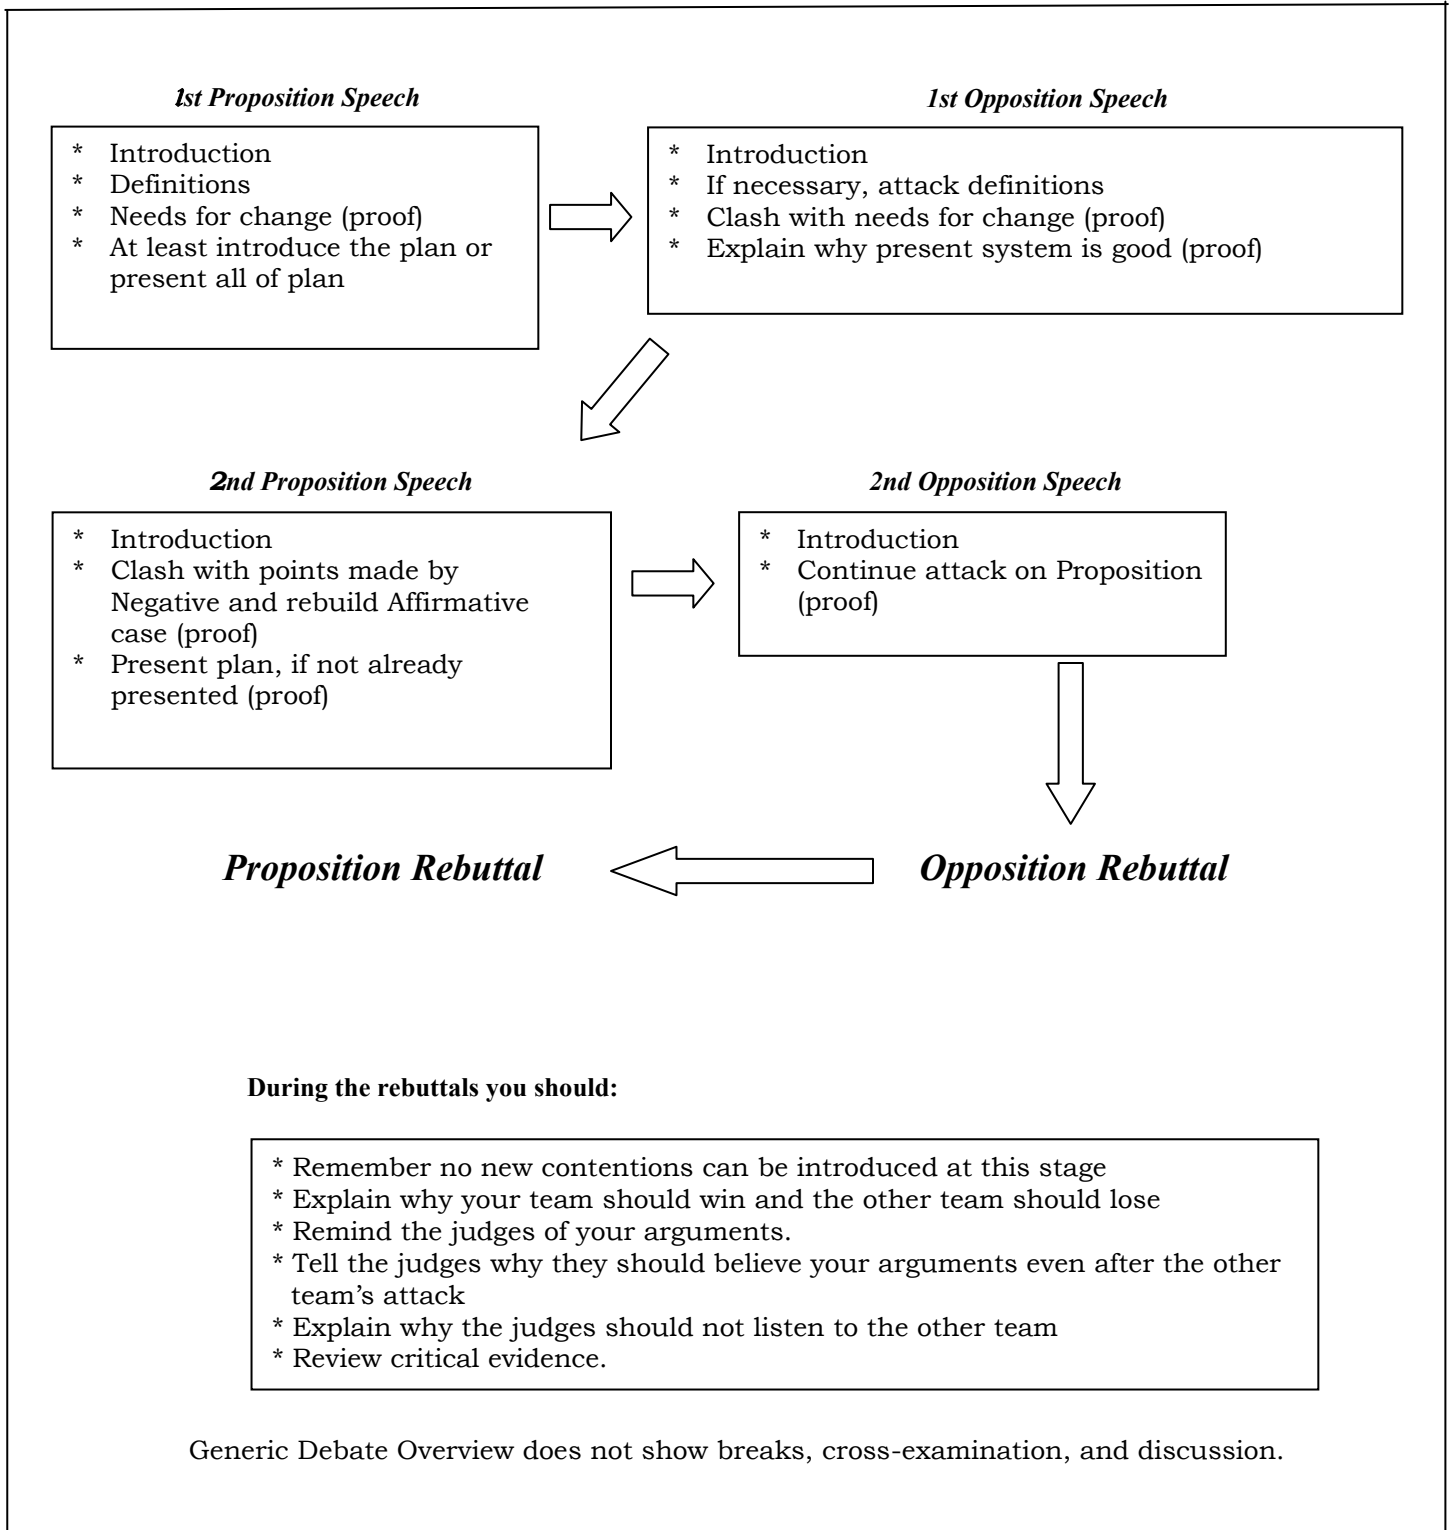 1st Proposition Speech
* Introduction
* Definitions
* Needs for change (proof)
* At least introduce the plan or
present all of plan
1st Opposition Speech
* Introduction
* If necessary, attack definitions
* Clash with needs for change (proof)
* Explain why present system is good (proof)
2nd Proposition Speech
* Introduction
* Clash with points made by
Negative and rebuild Affirmative
case (proof)
* Present plan, if not already
presented (proof)
2nd Opposition Speech
* Introduction
* Continue attack on Proposition
(proof)
Opposition Rebuttal
Proposition Rebuttal
During the rebuttals you should:
* Remember no new contentions can be introduced at this stage
* Explain why your team should win and the other team should lose
* Remind the judges of your arguments.
* Tell the judges why they should believe your arguments even after the other
team’s attack
* Explain why the judges should not listen to the other team
* Review critical evidence.
Generic Debate Overview does not show breaks, cross-examination, and discussion.